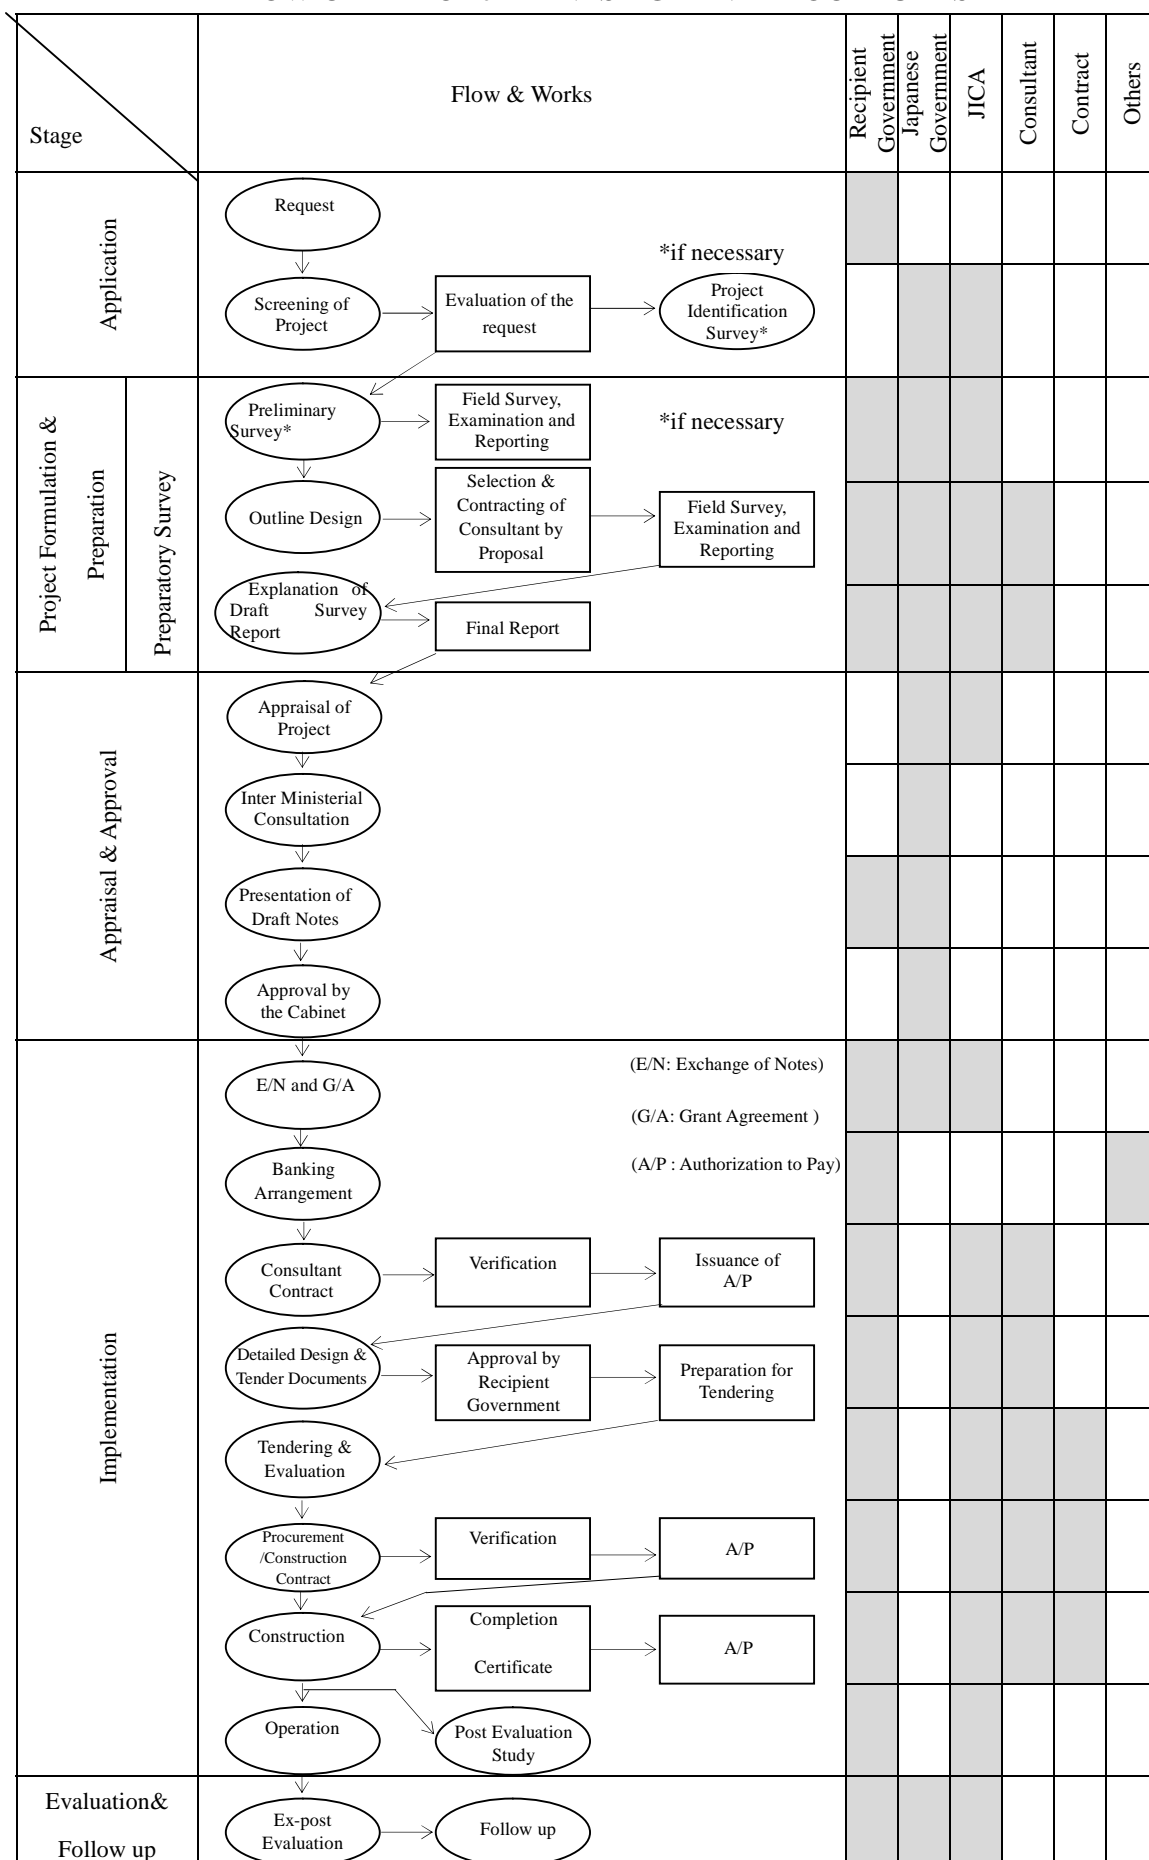 Stage
Flow & Works
Recipient
Government
Japanese
Government
JICA
Consultant
Contract
Others
Application
Request
*if necessary
Screening of
Project
Evaluation of the
request
Project
Identification
Survey*
Project Formulation &
Preparation
Preparatory Survey
Preliminary
Survey*
Field Survey,
Examination and
Reporting
*if necessary
Outline Design
Selection &
Contracting of
Consultant by
Proposal
Field Survey,
Examination and
Reporting
Explanation of
Draft Survey
Report
Final Report
Appraisal & Approval
Appraisal of
Project
Inter Ministerial
Consultation
Presentation of
Draft Notes
Approval by
the Cabinet
Implementation
E/N and G/A
(E/N: Exchange of Notes)
(G/A: Grant Agreement )
(A/P : Authorization to Pay)
Banking
Arrangement
Consultant
Contract
Verification
Issuance of
A/P
Detailed Design &
Tender Documents
Approval by
Recipient
Government
Preparation for
Tendering
Tendering &
Evaluation
Procurement
/Construction
Contract
Verification
A/P
Construction
Completion
Certificate
A/P
Operation
Post Evaluation
Study
Evaluation&
Follow up
Ex-post
Evaluation
Follow up